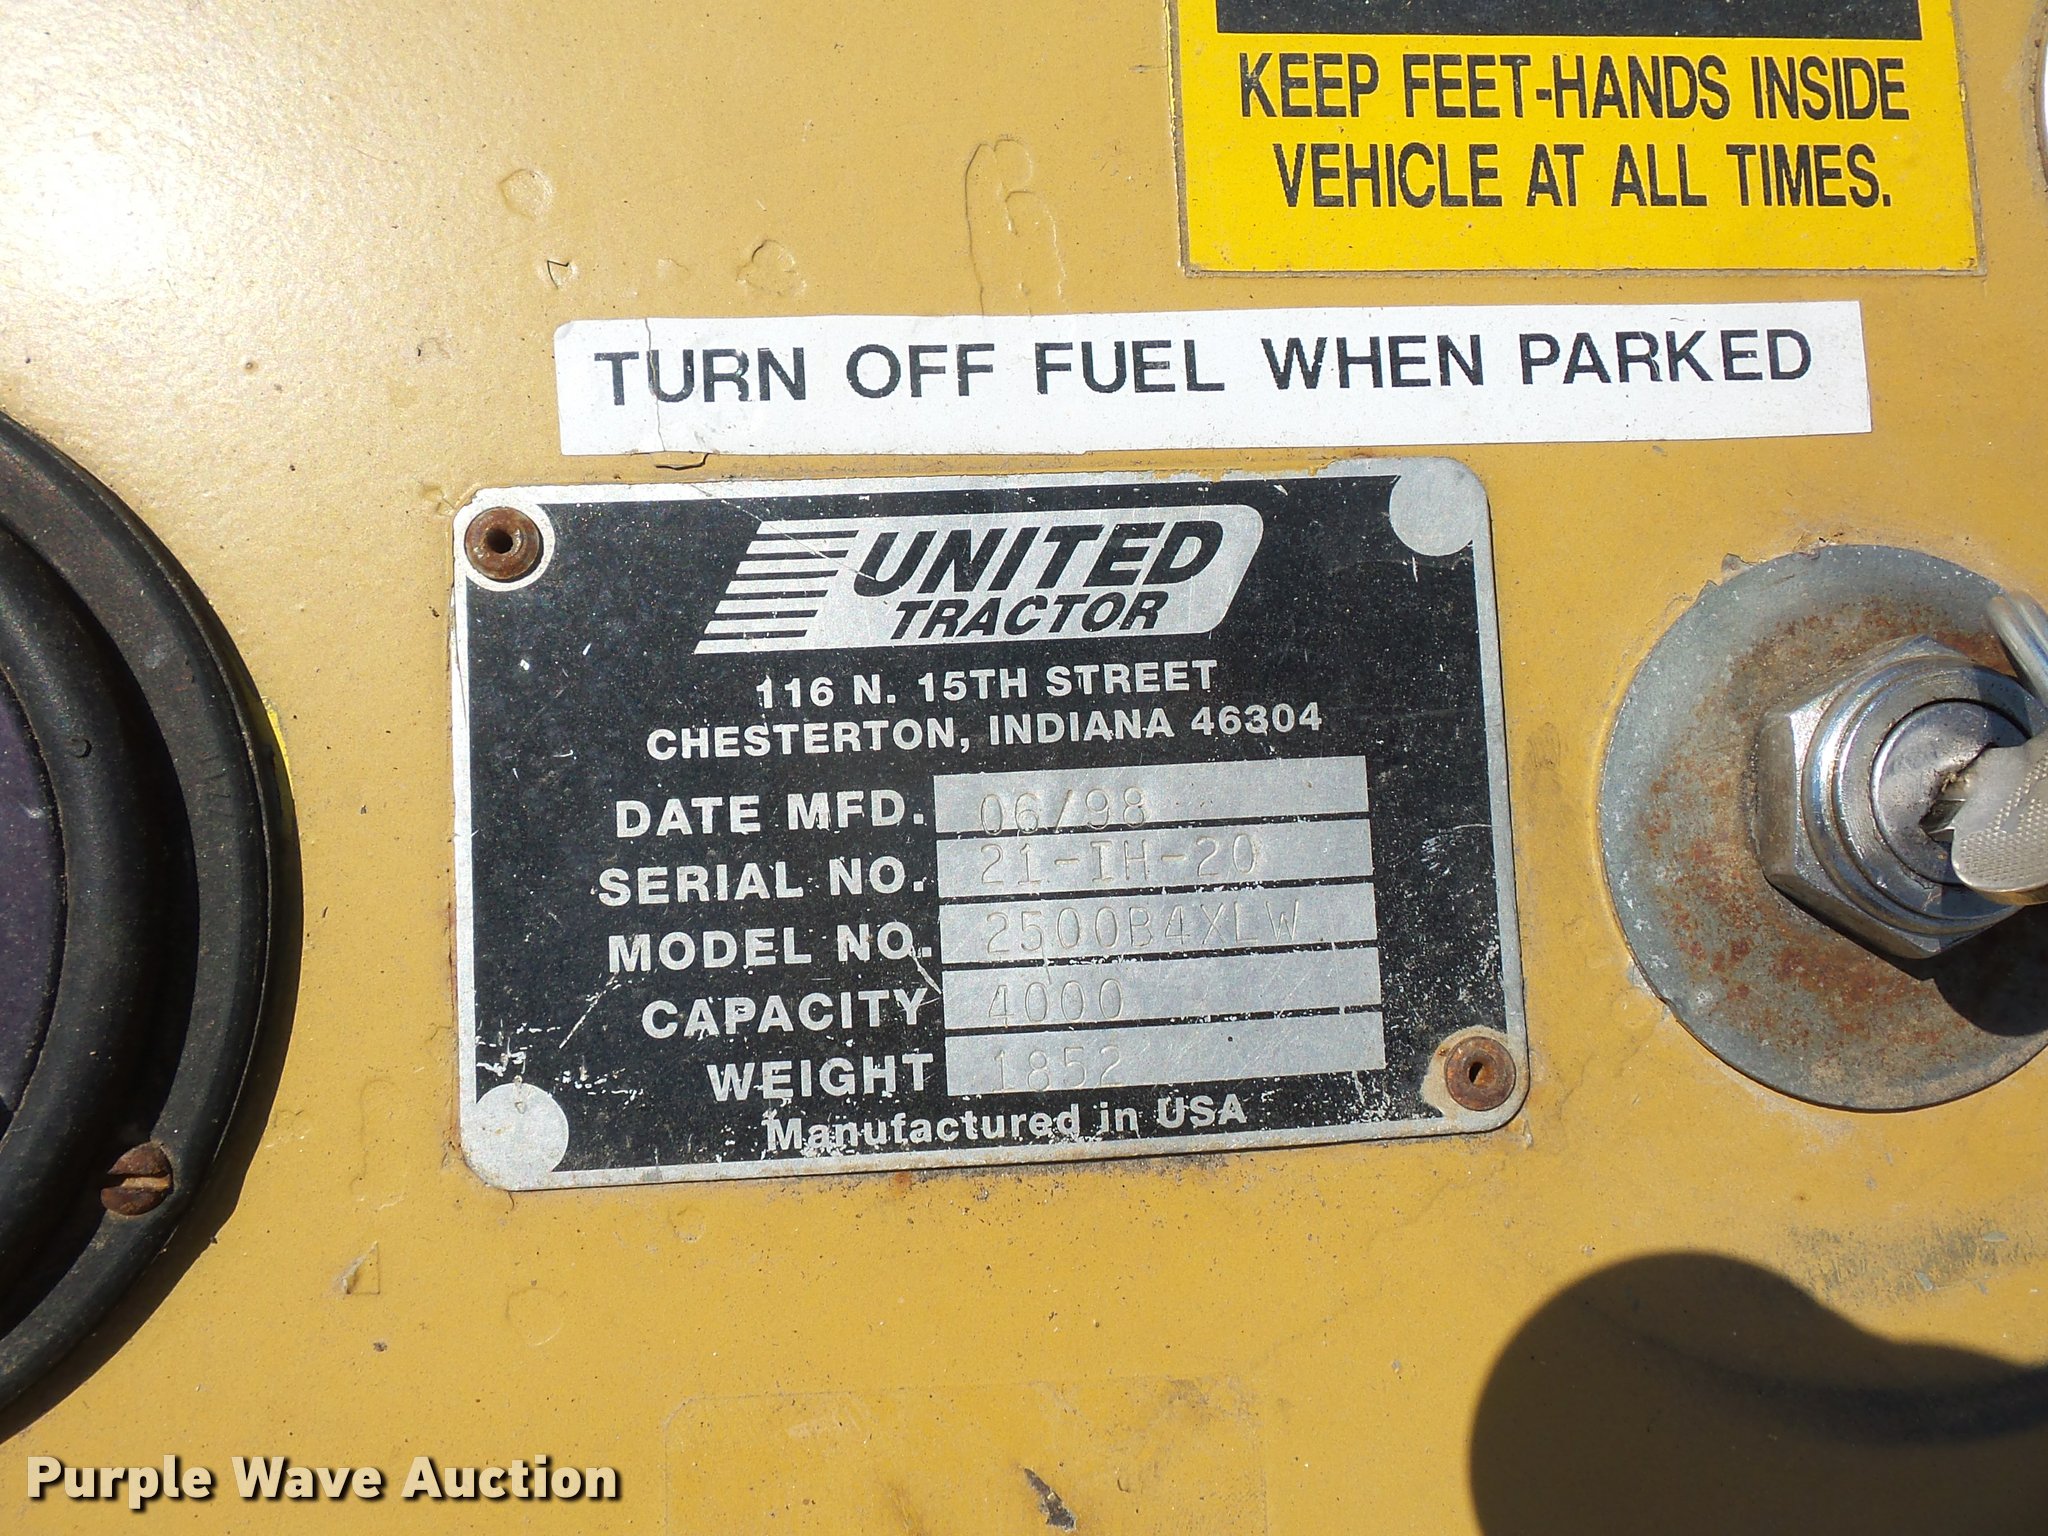 KEEP FEET-HANDS INSIDE
VEHICLE AT ALL TIMES.
TURN OFF FUEL WHEN PARKED
UNITED
TRACTOR
116 N. 15TH STREET
CHESTERTON, INDIANA 46304
DATE MFD. 06/98
SERIAL NO. 21-IH-20
MODEL NO. 2500B4XLW
CAPACITY 4000
WEIGHT 1852
Manufactured in USA
Purple Wave Auction